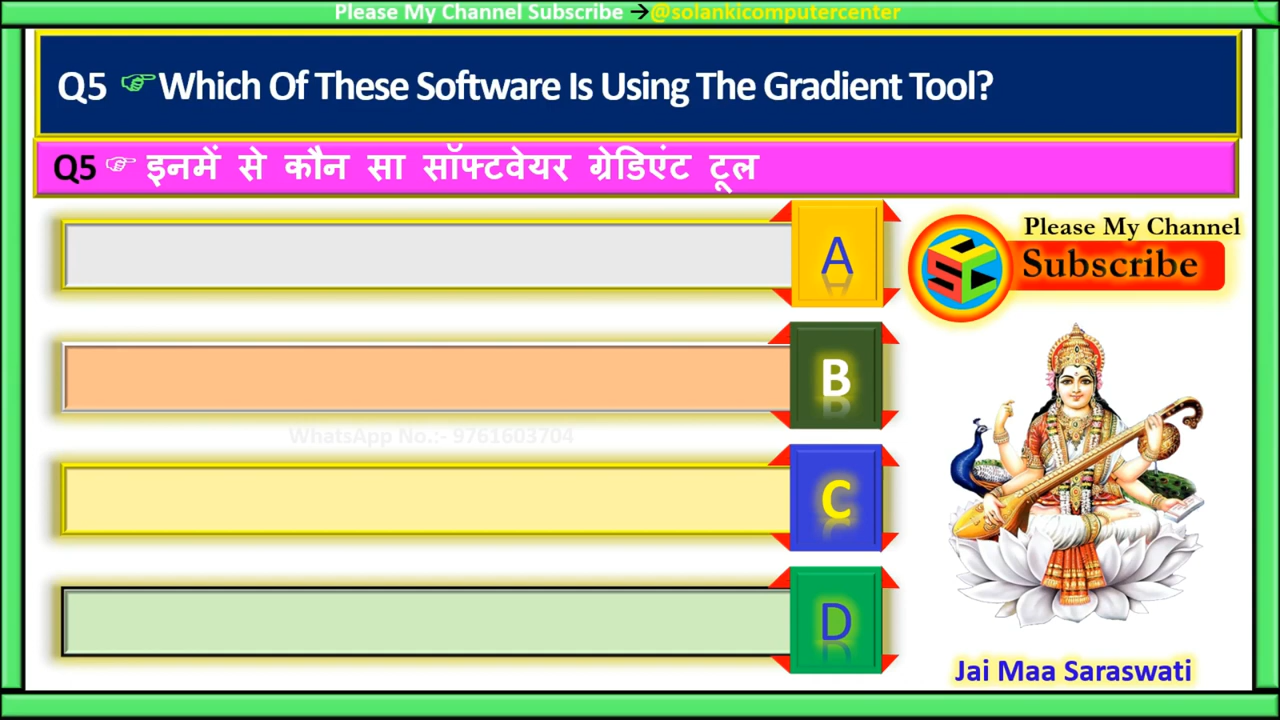 Please My Channel Subscribe →@solankicomputercenter
Q5 ☞Which Of These Software Is Using The Gradient Tool?
Q5☞ इनमें से कौन सा सॉफ्टवेयर ग्रेडिएंट टूल
A
Please My Channel
Subscribe
SCC
B
WhatsApp No.:- 9761603704
C
D
Jai Maa Saraswati